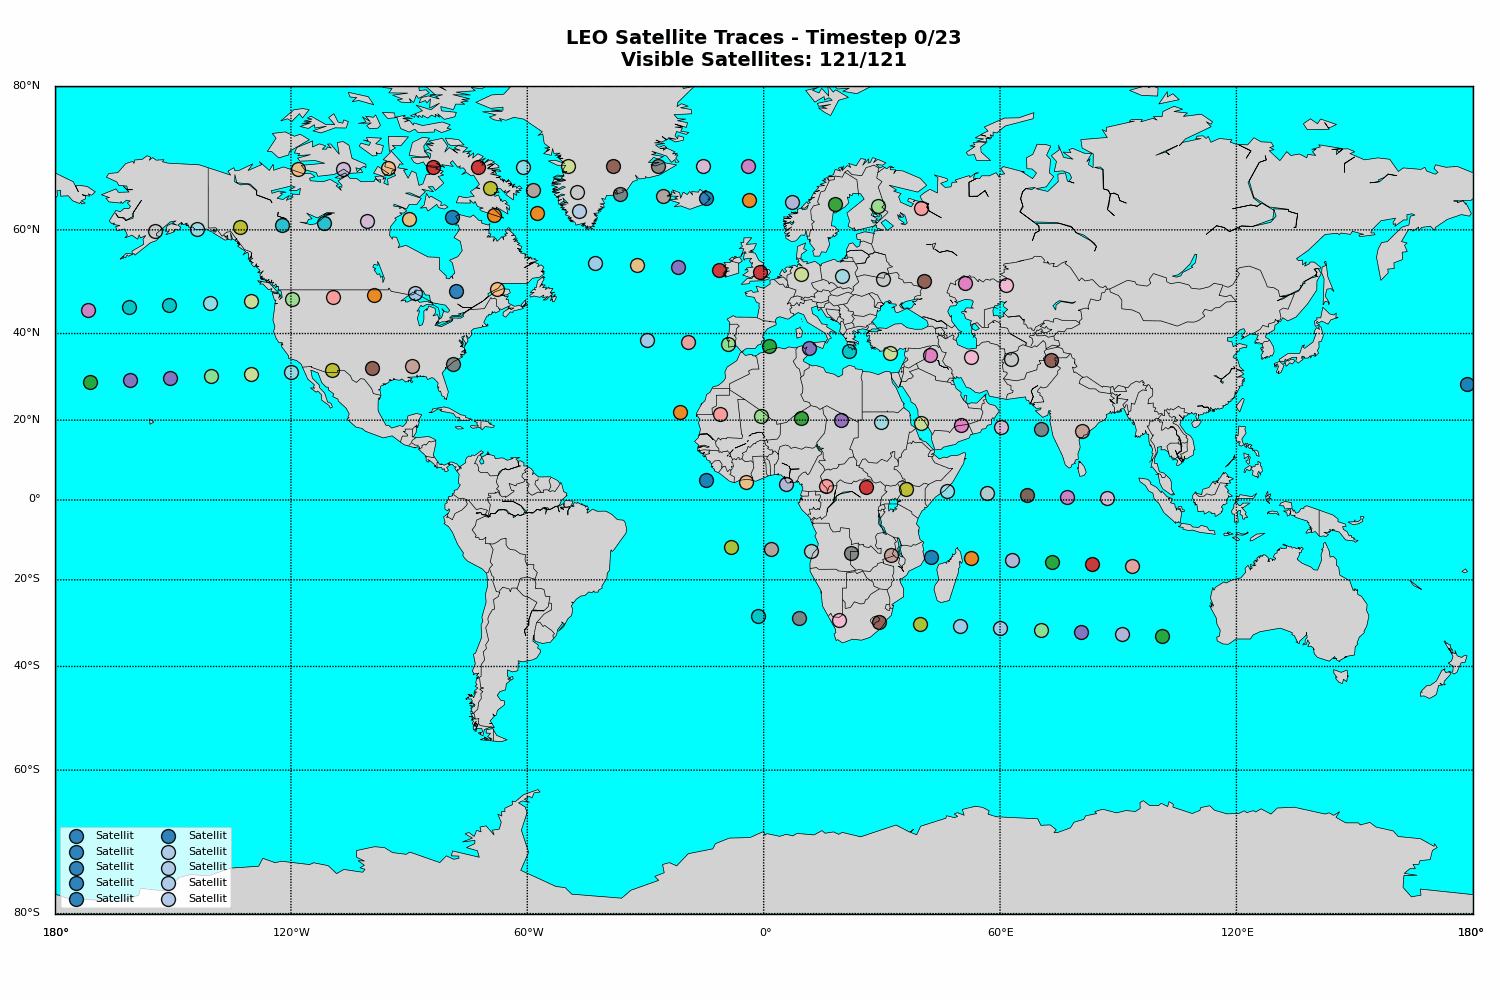 LEO Satellite Traces - Timestep 0/23
Visible Satellites: 121/121
80°N
60°N
40°N
20°N
0°
20°S
40°S
60°S
80°S
Satellit Satellit
Satellit Satellit
Satellit Satellit
Satellit Satellit
Satellit Satellit
180° 120°W 60°W 0° 60°E 120°E 180°